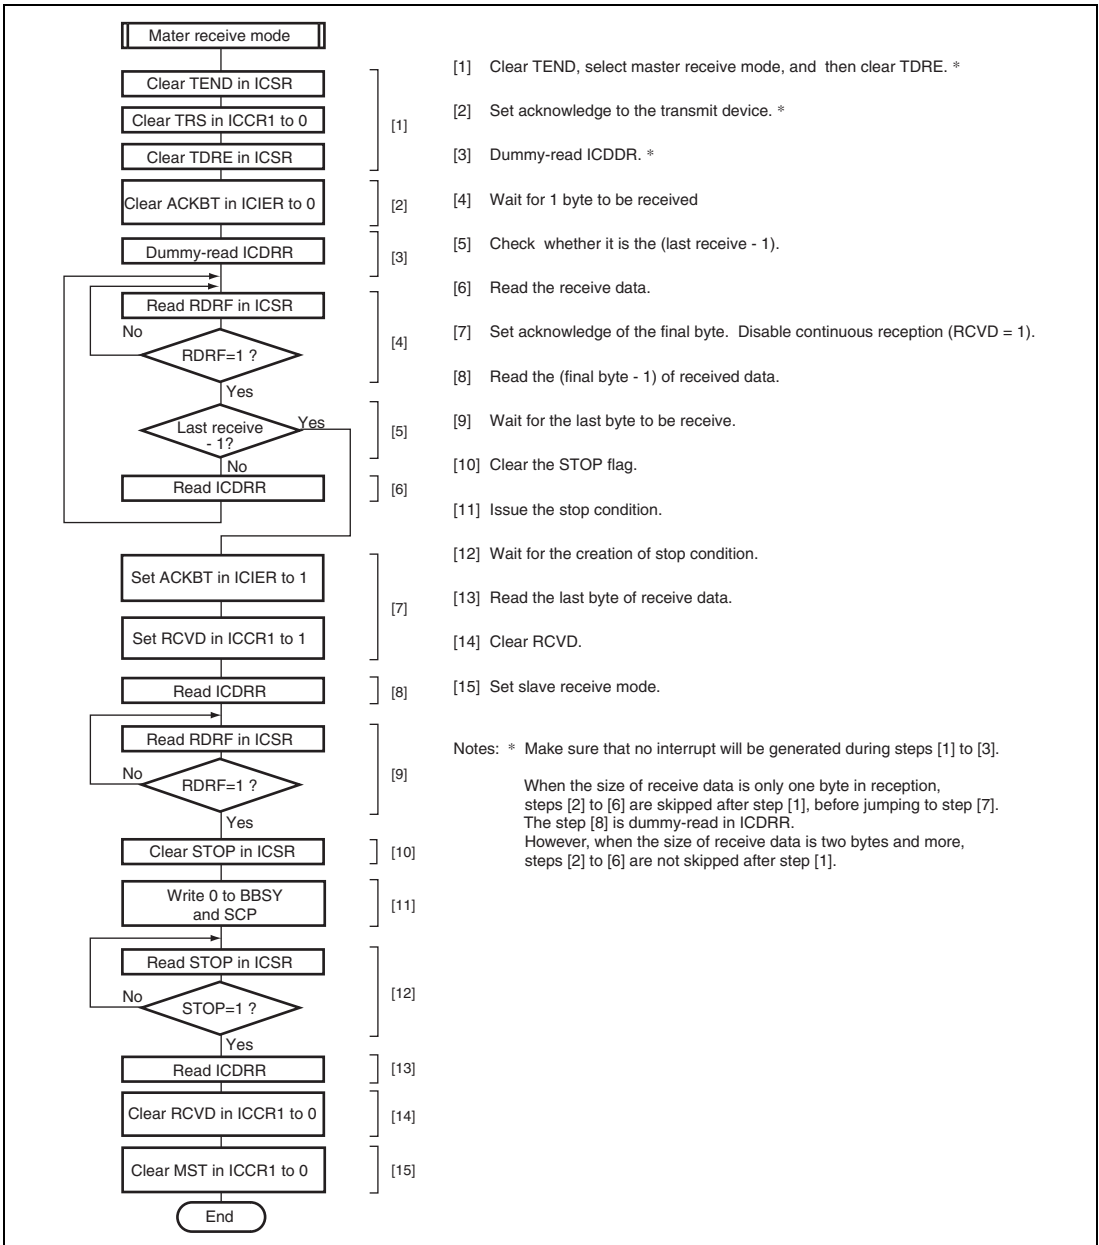 Mater receive mode
Clear TEND in ICSR
Clear TRS in ICCR1 to 0
Clear TDRE in ICSR
[1]
Clear ACKBT in ICIER to 0
[2]
Dummy-read ICDRR
[3]
Read RDRF in ICSR
No
RDRF=1 ?
[4]
Yes
Last receive
- 1?
Yes
[5]
No
Read ICDRR
[6]
Set ACKBT in ICIER to 1
[7]
Set RCVD in ICCR1 to 1
Read ICDRR
[8]
Read RDRF in ICSR
No
RDRF=1 ?
[9]
Yes
Clear STOP in ICSR
[10]
Write 0 to BBSY
and SCP
[11]
Read STOP in ICSR
No
STOP=1 ?
[12]
Yes
Read ICDRR
[13]
Clear RCVD in ICCR1 to 0
[14]
Clear MST in ICCR1 to 0
[15]
End
[1] Clear TEND, select master receive mode, and then clear TDRE. *
[2] Set acknowledge to the transmit device. *
[3] Dummy-read ICDDR. *
[4] Wait for 1 byte to be received
[5] Check whether it is the (last receive - 1).
[6] Read the receive data.
[7] Set acknowledge of the final byte. Disable continuous reception (RCVD = 1).
[8] Read the (final byte - 1) of received data.
[9] Wait for the last byte to be receive.
[10] Clear the STOP flag.
[11] Issue the stop condition.
[12] Wait for the creation of stop condition.
[13] Read the last byte of receive data.
[14] Clear RCVD.
[15] Set slave receive mode.
Notes: * Make sure that no interrupt will be generated during steps [1] to [3].
When the size of receive data is only one byte in reception,
steps [2] to [6] are skipped after step [1], before jumping to step [7].
The step [8] is dummy-read in ICDRR.
However, when the size of receive data is two bytes and more,
steps [2] to [6] are not skipped after step [1].